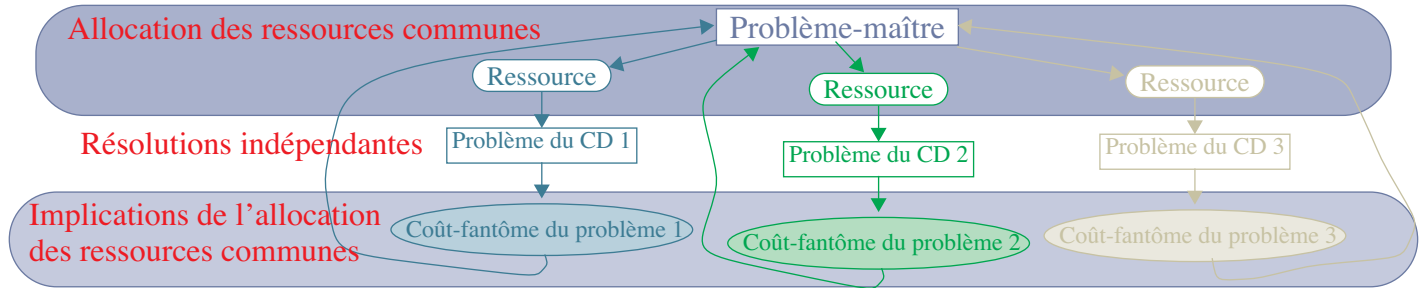 Allocation des ressources communes
Problème-maître
Ressource
Ressource
Ressource
Résolutions indépendantes
Problème du CD 1
Problème du CD 2
Problème du CD 3
Implications de l’allocation
des ressources communes
Coût-fantôme du problème 1
Coût-fantôme du problème 2
Coût-fantôme du problème 3